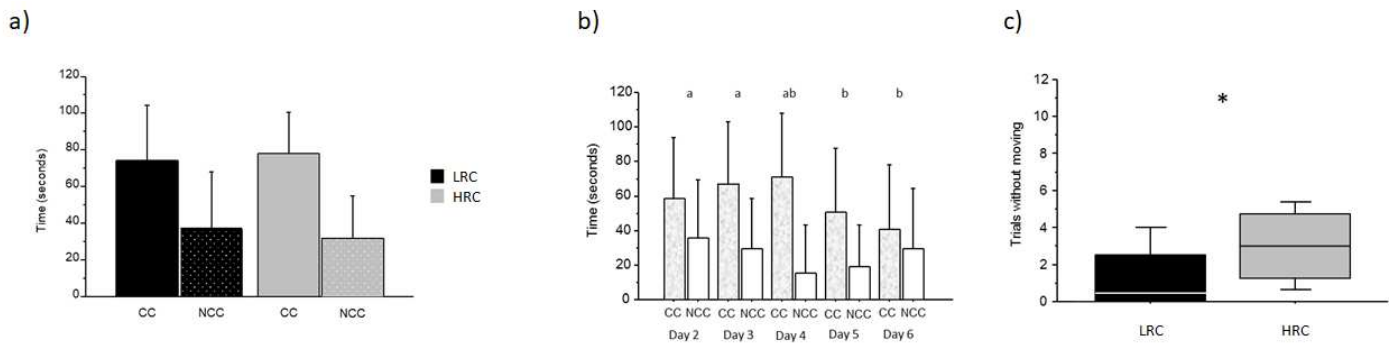 a)
Time (seconds)
120
100
80
60
40
20
0
CC NCC CC NCC
LRC
HRC
b)
Time (seconds)
120
100
80
60
40
20
0
a a ab b b
CC NCC CC NCC CC NCC CC NCC CC NCC
Day 2 Day 3 Day 4 Day 5 Day 6
c)
Trials without moving
12
10
8
6
4
2
0
*
LRC HRC